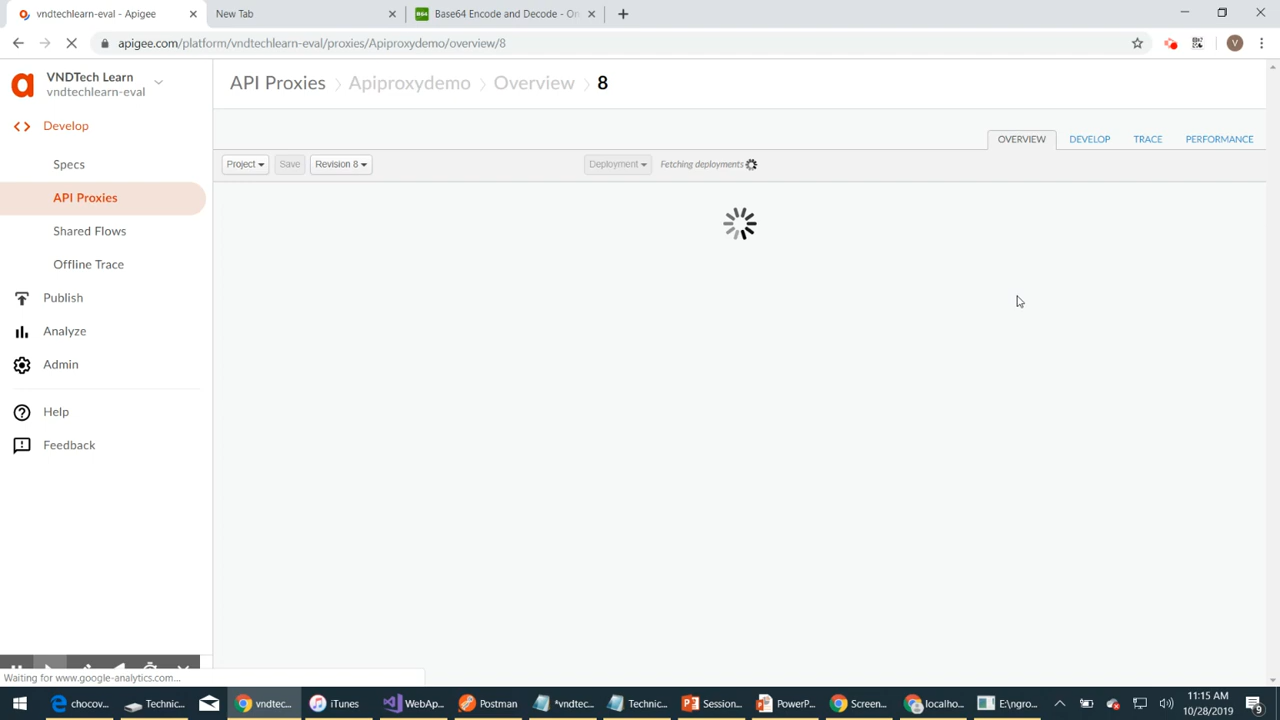 vndtechlearn-eval - Apigee
New Tab
B64 Base64 Encode and Decode - On
apigee.com/platform/vndtechlearn-eval/proxies/Apiproxydemo/overview/8
V
a VNDTech Learn
vndtechlearn-eval
API Proxies Apiproxydemo Overview 8
Develop
OVERVIEW DEVELOP TRACE PERFORMANCE
Specs
Project Save Revision 8 Deployment Fetching deployments
API Proxies
Shared Flows
Offline Trace
Publish
Analyze
Admin
Help
Feedback
Waiting for www.google-analytics.com...
chocov... Technic... vndtec... iTunes WebAp... Postman *vndtec... Technic... Session... PowerP... Screen... localho... E:\ngro...
11:15 AM
10/28/2019
9